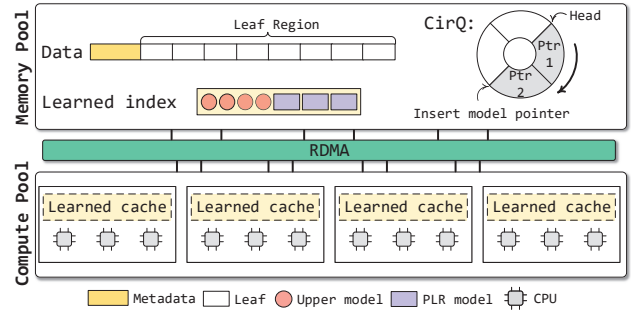 Memory Pool
Leaf Region
Data
Learned index
CirQ:
Head
Ptr
1
Ptr
2
Insert model pointer
RDMA
Compute Pool
Learned cache
Learned cache
Learned cache
Learned cache
Metadata
Leaf
Upper model
PLR model
CPU